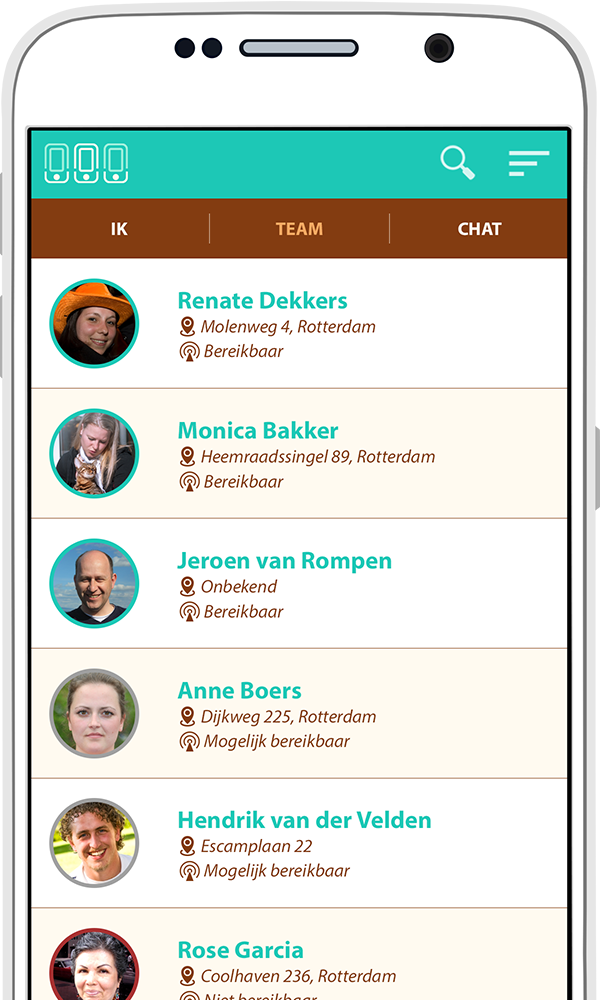 IK
TEAM
CHAT
Renate Dekkers
Molenweg 4, Rotterdam
Bereikbaar
Monica Bakker
Heemraadssingel 89, Rotterdam
Bereikbaar
Jeroen van Rompen
Onbekend
Bereikbaar
Anne Boers
Dijkweg 225, Rotterdam
Mogelijk bereikbaar
Hendrik van der Velden
Escamplaan 22
Mogelijk bereikbaar
Rose Garcia
Coolhaven 236, Rotterdam
Niet bereikbaar